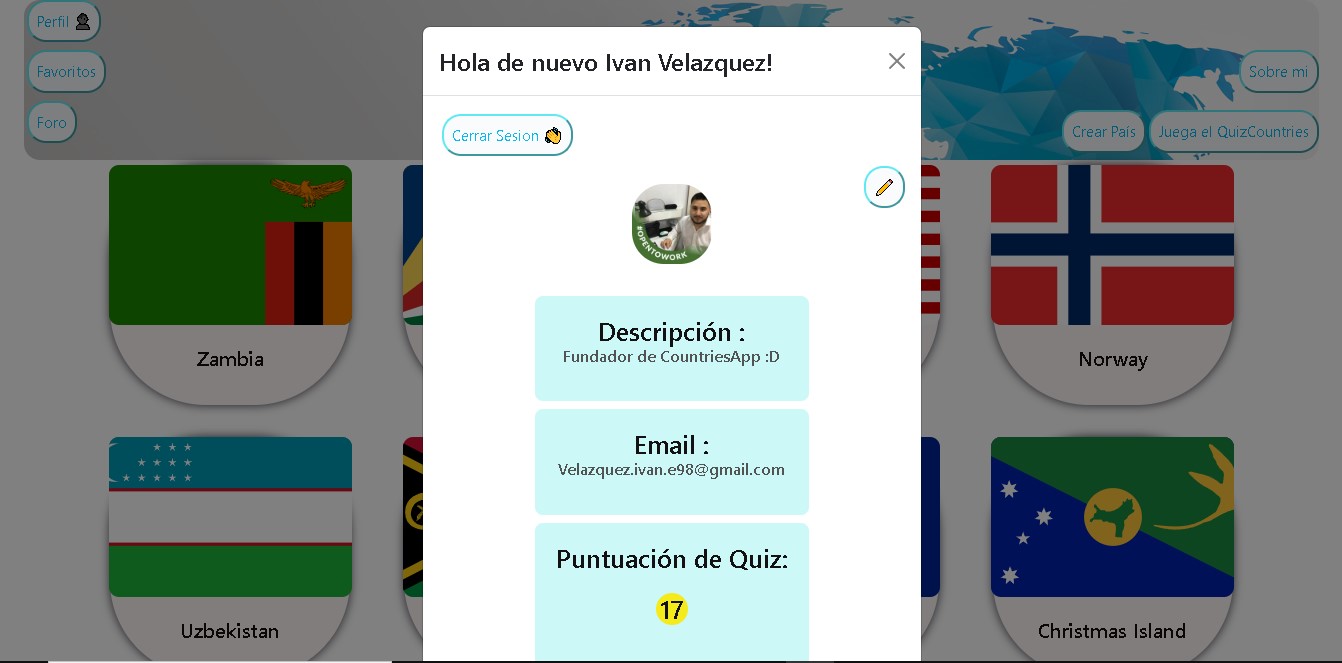 Perfil
Favoritos
Foro
Sobre mi
Crear País
Juega el QuizCountries
Hola de nuevo Ivan Velazquez!
Cerrar Sesion
#OPENTOWORK
Descripción :
Fundador de CountriesApp :D
Email :
Velazquez.ivan.e98@gmail.com
Puntuación de Quiz:
17
Zambia
Norway
Uzbekistan
Christmas Island